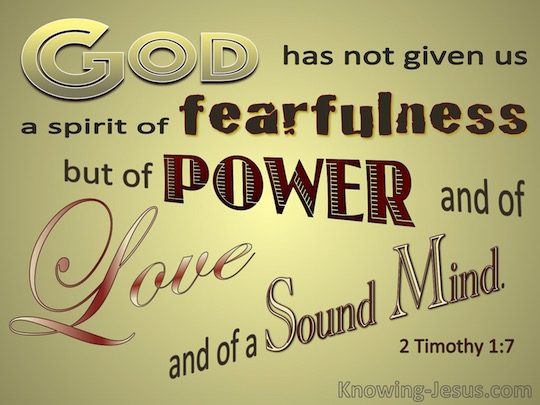 God has not given us
a spirit of fearfulness
but of POWER and of
Love
and of a Sound Mind.
2 Timothy 1:7
Knowing-Jesus.com